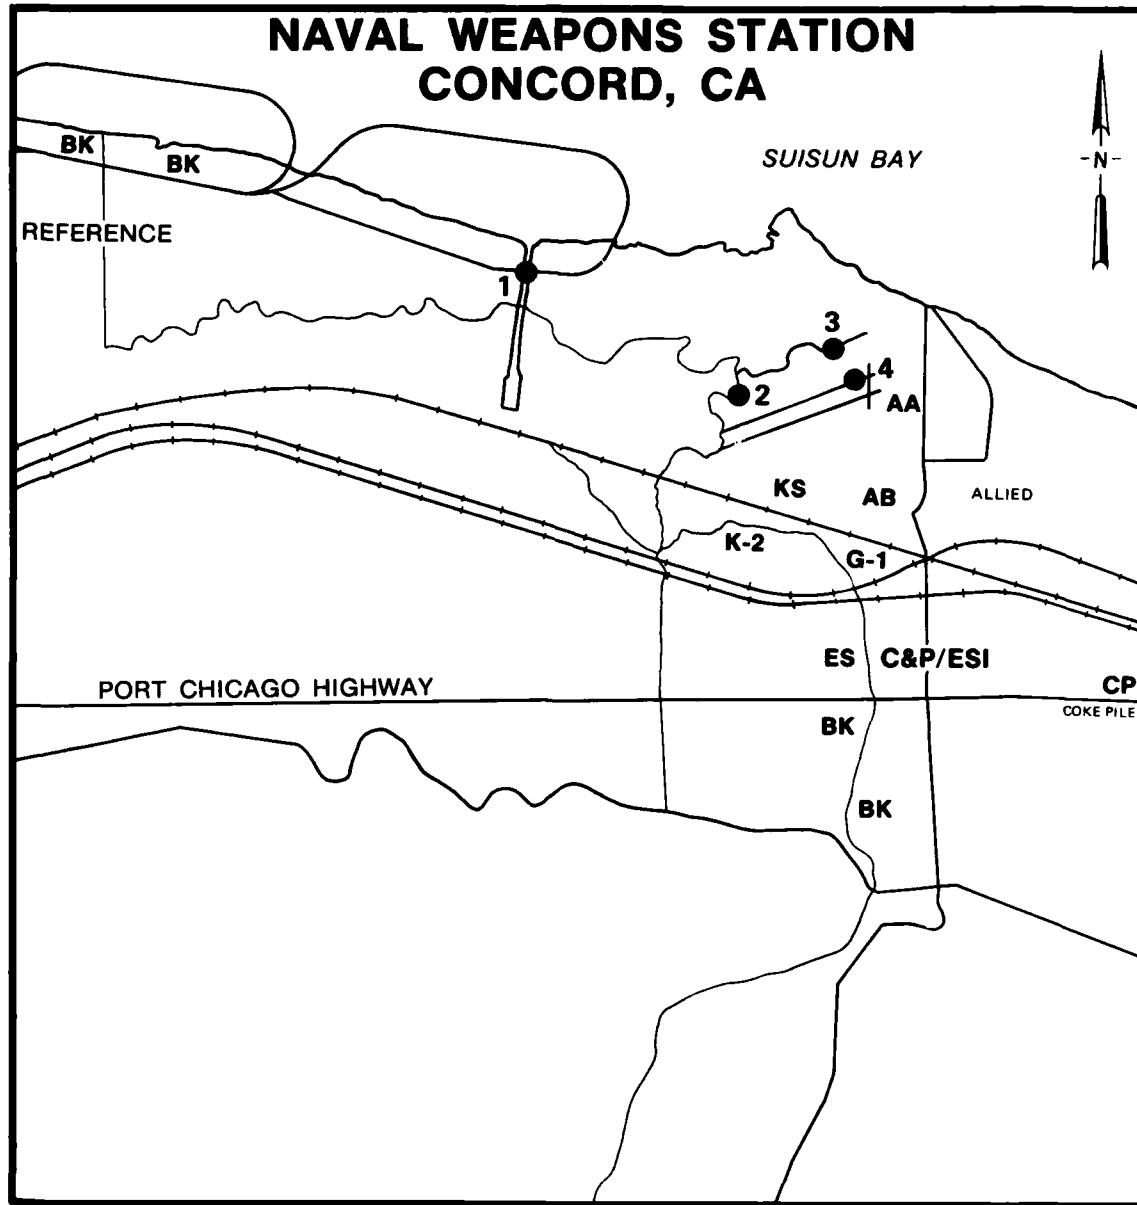 NAVAL WEAPONS STATION
CONCORD, CA
SUISUN BAY
-N-
BK
BK
REFERENCE
1
3
4
2
AA
KS
AB
ALLIED
K-2
G-1
ES
C&P/ESI
PORT CHICAGO HIGHWAY
CP
COKE PILE
BK
BK